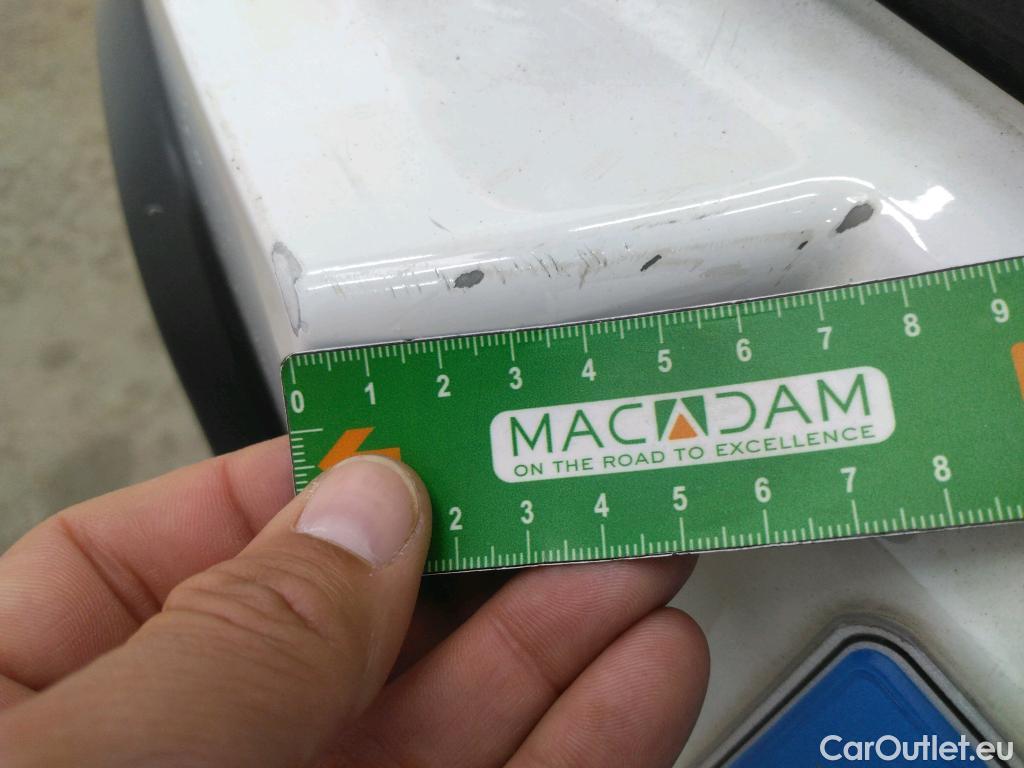 0 1 2 3 4 5 6 7 8 9
MACADAM
ON THE ROAD TO EXCELLENCE
2 3 4 5 6 7 8
CarOutlet.eu